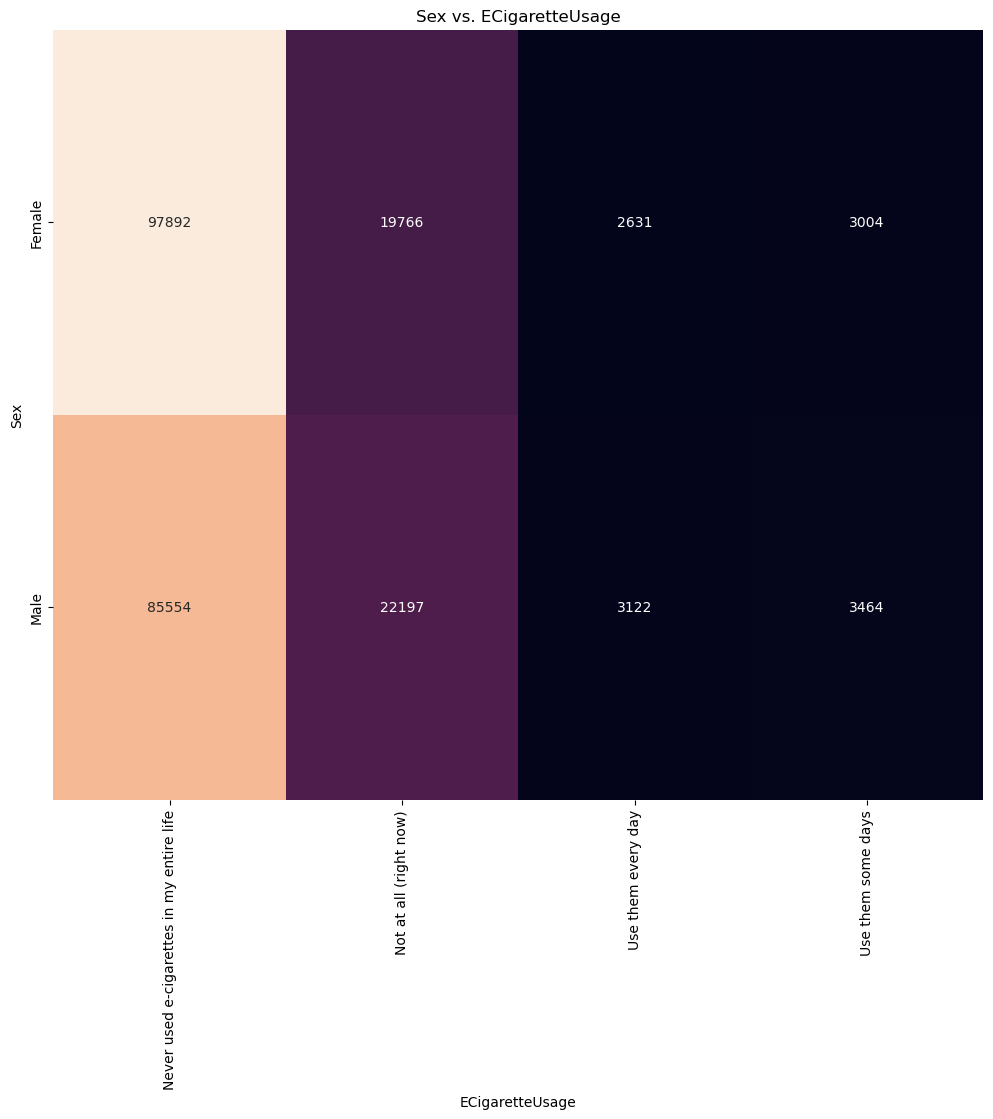 Sex vs. ECigaretteUsage
Female
97892 19766 2631 3004
Sex
Male
85554 22197 3122 3464
Never used e-cigarettes in my entire life
Not at all (right now)
Use them every day
Use them some days
ECigaretteUsage